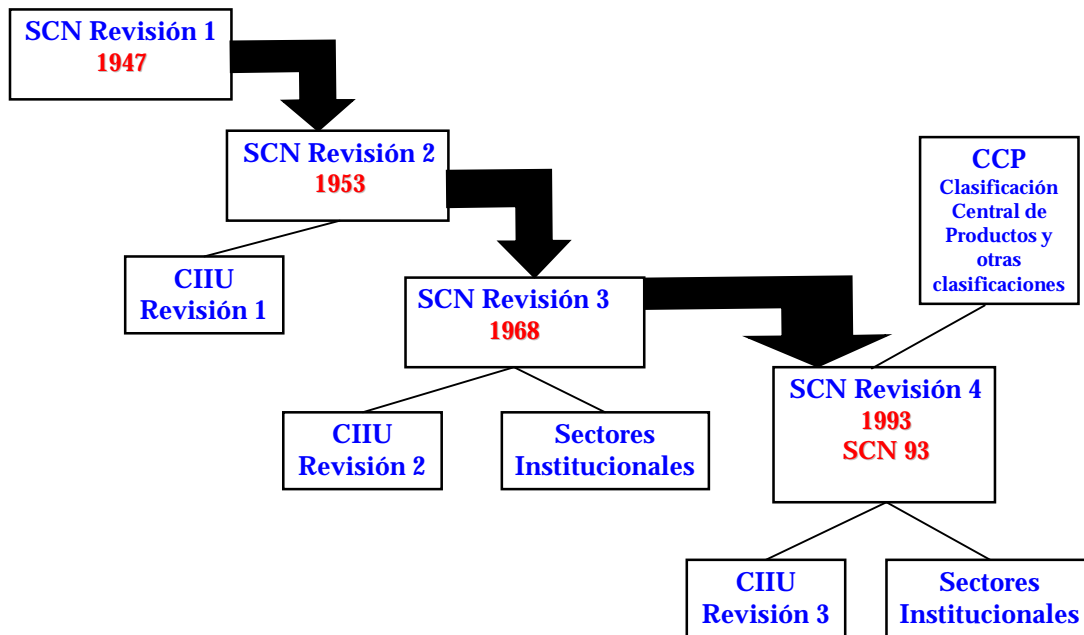 SCN Revisión 1
1947
SCN Revisión 2
1953
CIIU
Revisión 1
SCN Revisión 3
1968
CIIU
Revisión 2
Sectores
Institucionales
CCP
Clasificación
Central de
Productos y
otras
clasificaciones
SCN Revisión 4
1993
SCN 93
CIIU
Revisión 3
Sectores
Institucionales